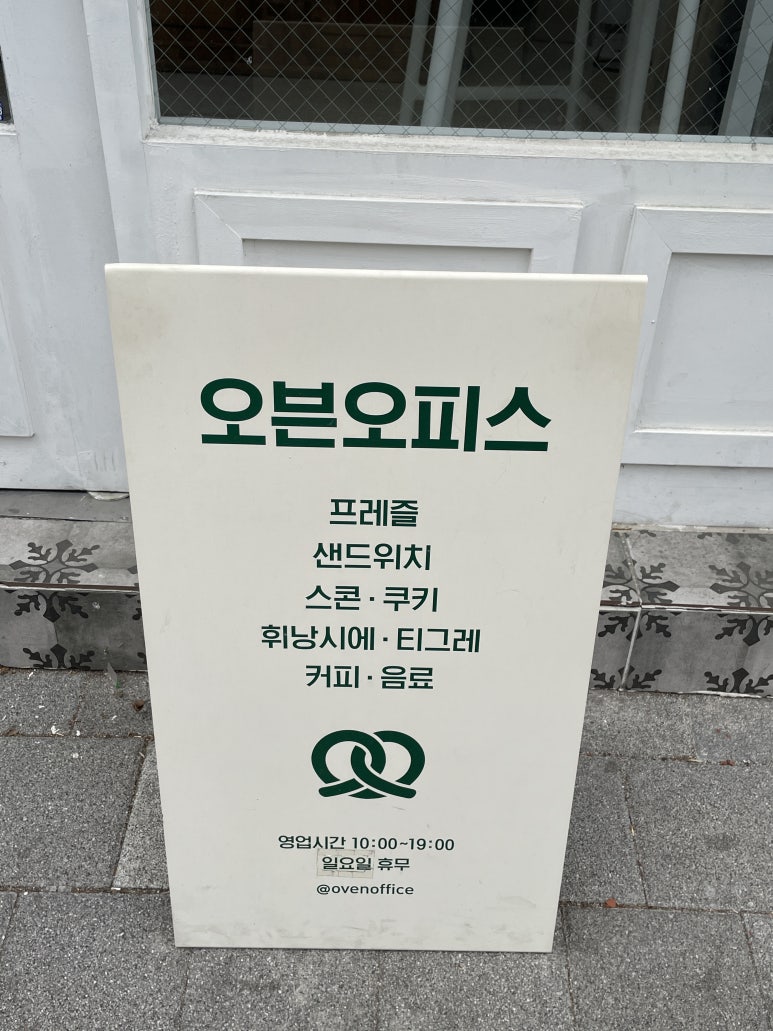 오븐오피스
프레즐
샌드위치
스콘 · 쿠키
휘낭시에 · 티그레
커피 · 음료
영업시간 10:00~19:00
일요일 휴무
@ovenoffice